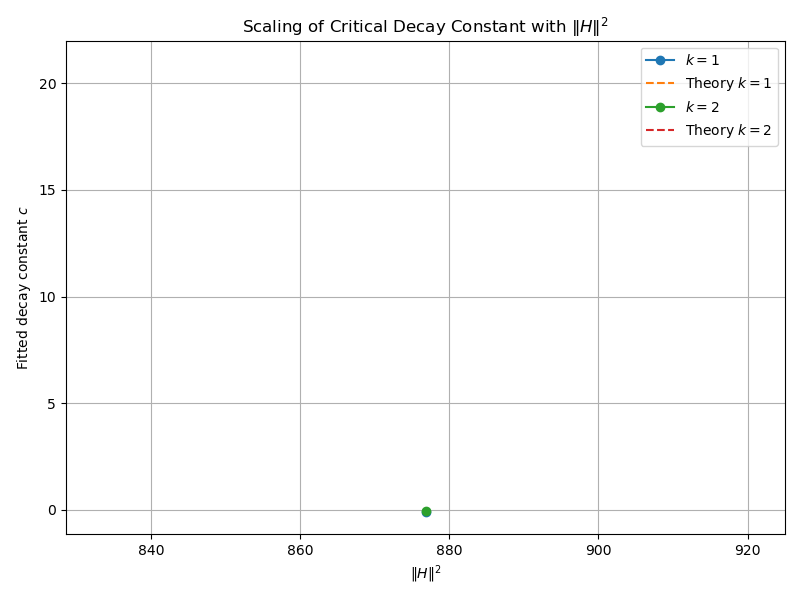 Scaling of Critical Decay Constant with ‖H‖²
k = 1
Theory k = 1
k = 2
Theory k = 2
20
15
10
5
0
Fitted decay constant c
840
860
880
900
920
‖H‖²